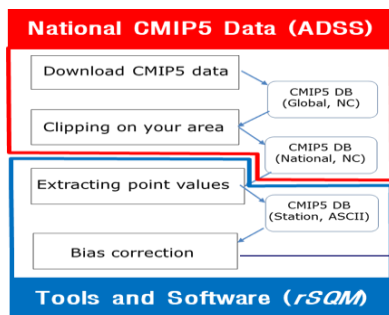 National CMIP5 Data (ADSS)
Download CMIP5 data
CMIP5 DB
(Global, NC)
Clipping on your area
CMIP5 DB
(National, NC)
Extracting point values
CMIP5 DB
(Station, ASCII)
Bias correction
Tools and Software (rSQM)